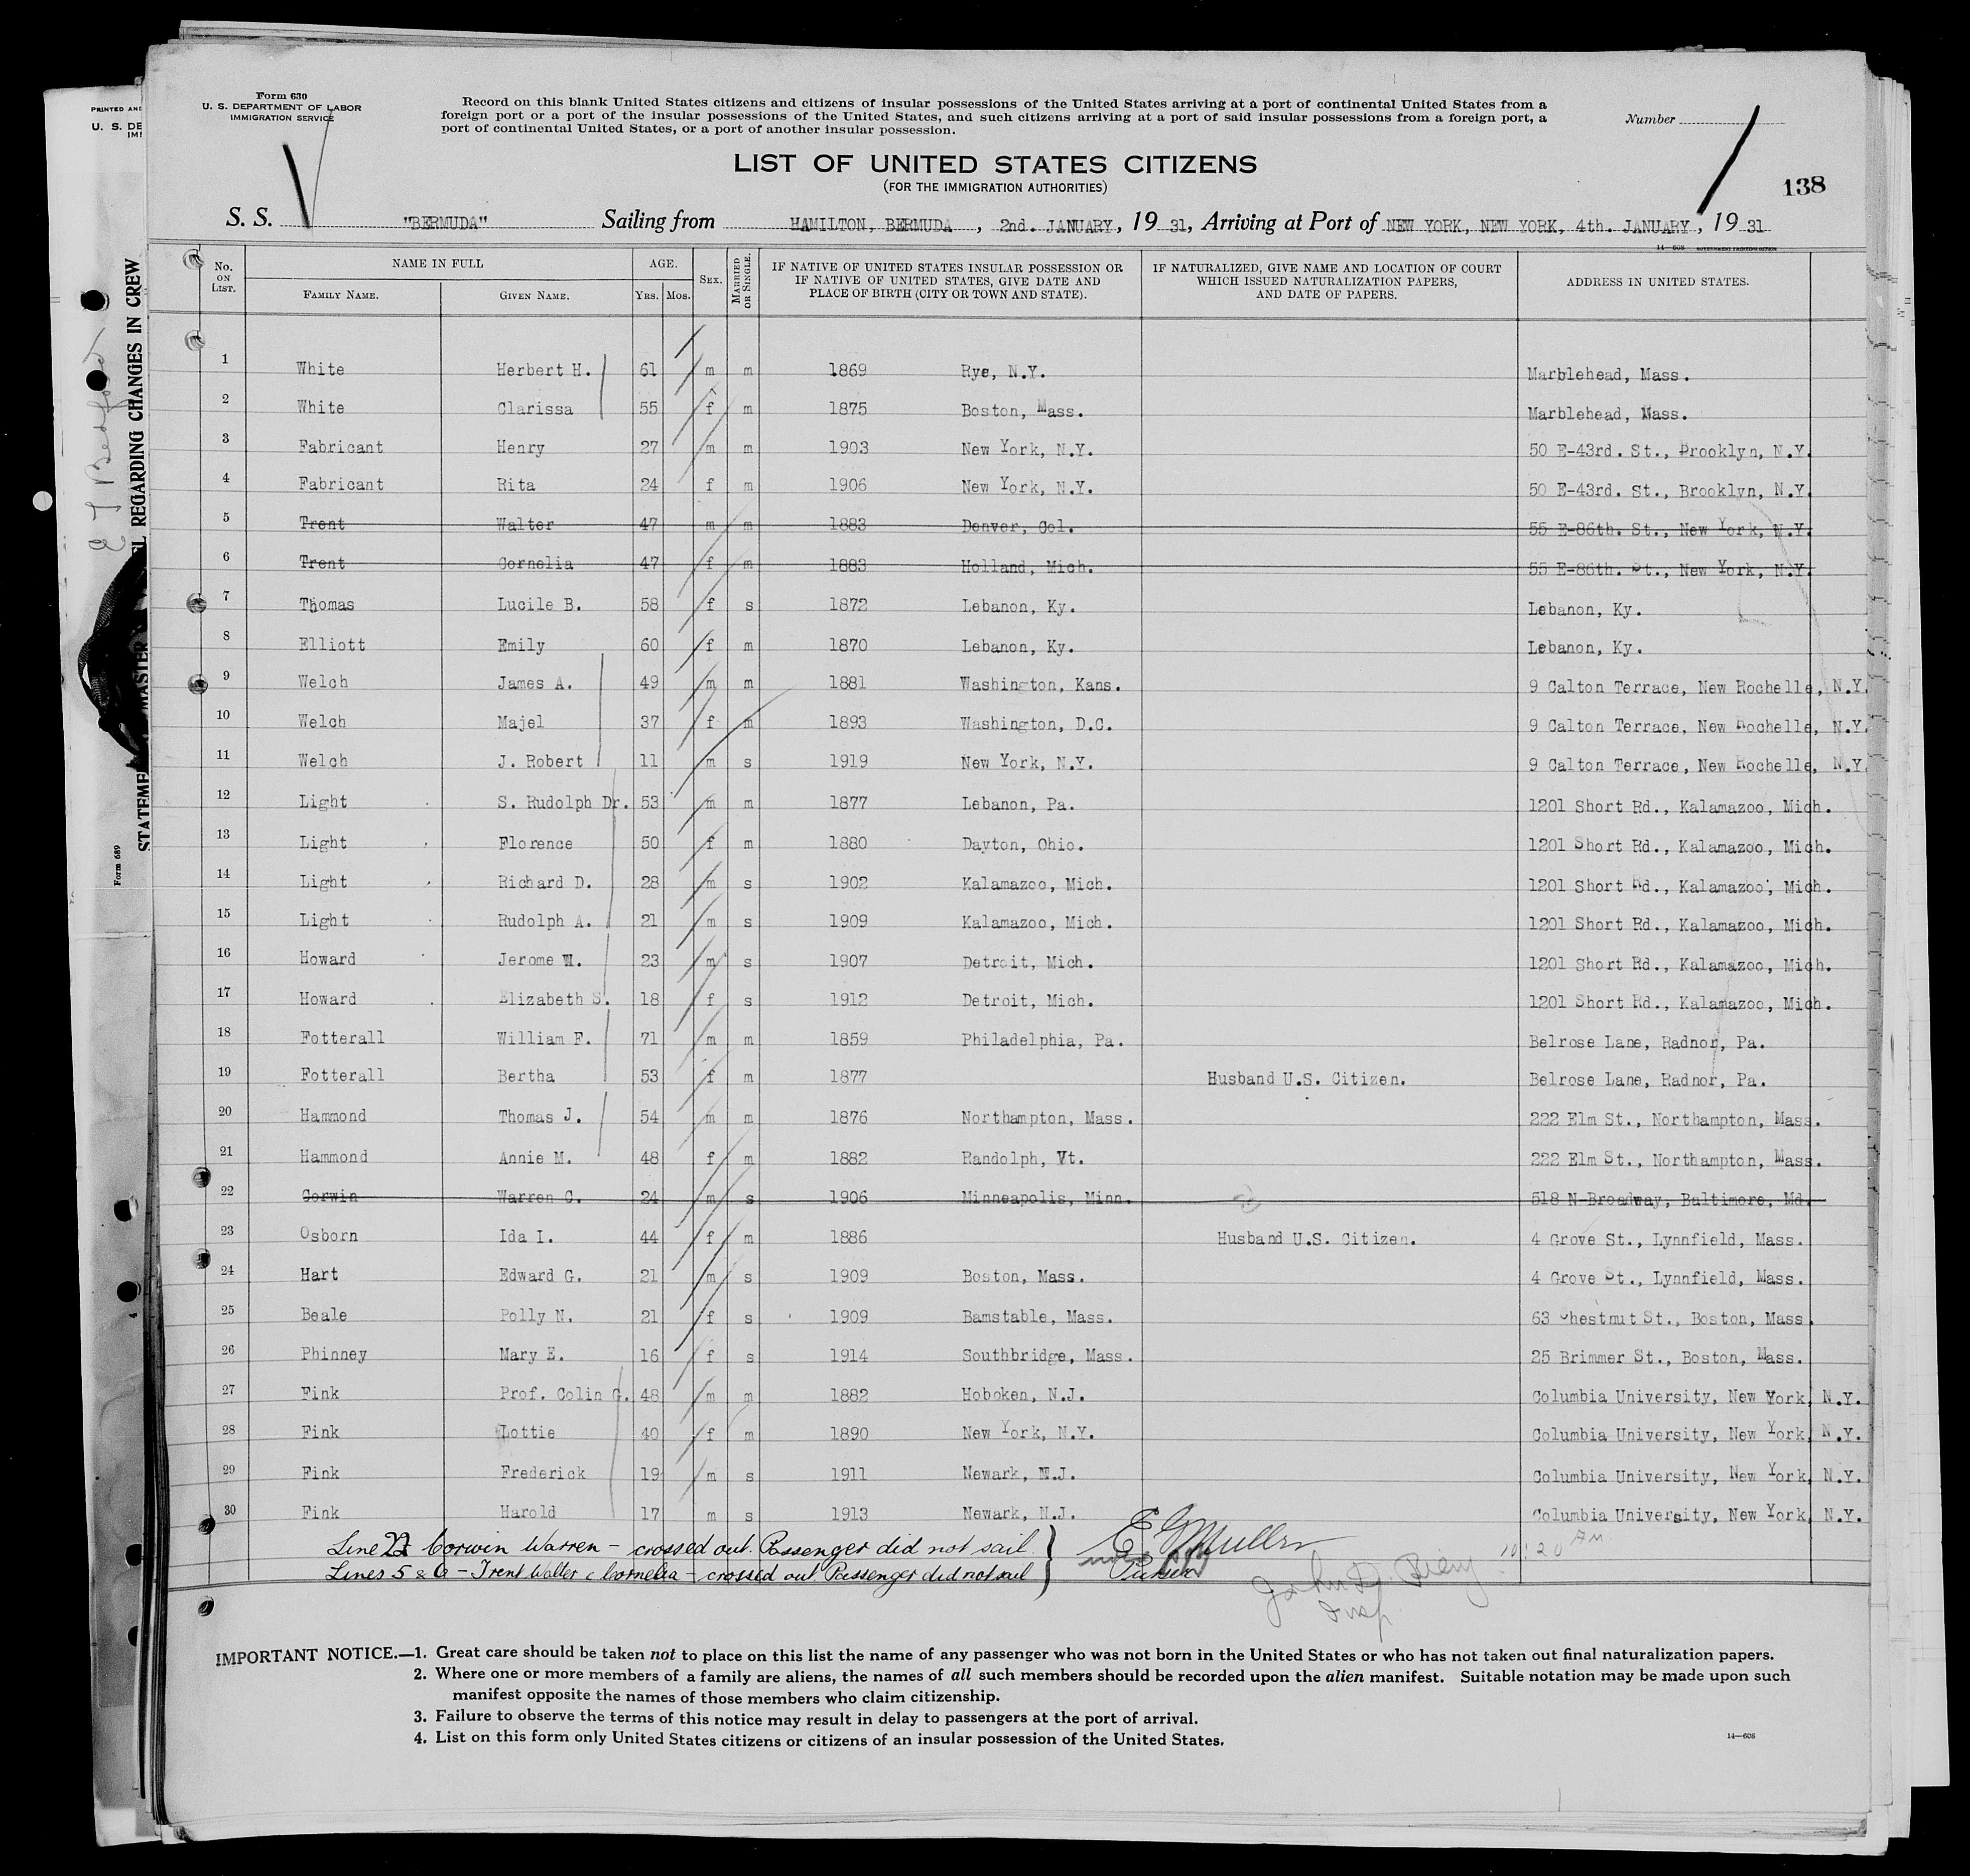 PRINTED AND
U. S. DE
IMI
Form 630
U. S. DEPARTMENT OF LABOR
IMMIGRATION SERVICE
Record on this blank United States citizens and citizens of insular possessions of the United States arriving at a port of continental United States from a
foreign port or a port of the insular possessions of the United States, and such citizens arriving at a port of said insular possessions from a foreign port, a
port of continental United States, or a port of another insular possession.
Number
LIST OF UNITED STATES CITIZENS
(FOR THE IMMIGRATION AUTHORITIES)
138
S. S. "BERMUDA" Sailing from HAMILTON, BERMUDA, 2nd. JANUARY, 1931, Arriving at Port of NEW YORK, NEW YORK, 4th. JANUARY, 1931
14—608 GOVERNMENT PRINTING OFFICE
No. ON LIST. NAME IN FULL FAMILY NAME. GIVEN NAME. AGE. YRS. MOS. SEX. MARRIED OR SINGLE. IF NATIVE OF UNITED STATES INSULAR POSSESSION OR IF NATIVE OF UNITED STATES, GIVE DATE AND PLACE OF BIRTH (CITY OR TOWN AND STATE). IF NATURALIZED, GIVE NAME AND LOCATION OF COURT WHICH ISSUED NATURALIZATION PAPERS, AND DATE OF PAPERS. ADDRESS IN UNITED STATES.
1 White Herbert H. 61 m m 1869 Rye, N.Y. Marblehead, Mass.
2 White Clarissa 55 f m 1875 Boston, Mass. Marblehead, Mass.
3 Fabricant Henry 27 m m 1903 New York, N.Y. 50 E-43rd. St., Brooklyn, N.Y.
4 Fabricant Rita 24 f m 1906 New York, N.Y. 50 E-43rd. St., Brooklyn, N.Y.
5 Trent Walter 47 m m 1883 Denver, Col. 55 E-86th. St., New York, N.Y.
6 Trent Cornelia 47 f m 1883 Holland, Mich. 55 E-86th. St., New York, N.Y.
7 Thomas Lucile B. 58 f s 1872 Lebanon, Ky. Lebanon, Ky.
8 Elliott Emily 60 f m 1870 Lebanon, Ky. Lebanon, Ky.
9 Welch James A. 49 m m 1881 Washington, Kans. 9 Calton Terrace, New Rochelle, N.Y.
10 Welch Majel 37 f m 1893 Washington, D.C. 9 Calton Terrace, New Rochelle, N.Y.
11 Welch J. Robert 11 m s 1919 New York, N.Y. 9 Calton Terrace, New Rochelle, N.Y.
12 Light S. Rudolph Dr. 53 m m 1877 Lebanon, Pa. 1201 Short Rd., Kalamazoo, Mich.
13 Light Florence 50 f m 1880 Dayton, Ohio. 1201 Short Rd., Kalamazoo, Mich.
14 Light Richard D. 28 m s 1902 Kalamazoo, Mich. 1201 Short Rd., Kalamazoo, Mich.
15 Light Rudolph A. 21 m s 1909 Kalamazoo, Mich. 1201 Short Rd., Kalamazoo, Mich.
16 Howard Jerome W. 23 m s 1907 Detroit, Mich. 1201 Short Rd., Kalamazoo, Mich.
17 Howard Elizabeth S. 18 f s 1912 Detroit, Mich. 1201 Short Rd., Kalamazoo, Mich.
18 Fotterall William F. 71 m m 1859 Philadelphia, Pa. Belrose Lane, Radnor, Pa.
19 Fotterall Bertha 53 f m 1877 Husband U.S. Citizen. Belrose Lane, Radnor, Pa.
20 Hammond Thomas J. 54 m m 1876 Northampton, Mass. 222 Elm St., Northampton, Mass.
21 Hammond Annie M. 48 f m 1882 Randolph, Vt. 222 Elm St., Northampton, Mass.
22 Corwin Warren C. 24 m s 1906 Minneapolis, Minn. 518 N-Broadway, Baltimore, Md.
23 Osborn Ida I. 44 f m 1886 Husband U.S. Citizen. 4 Grove St., Lynnfield, Mass.
24 Hart Edward G. 21 m s 1909 Boston, Mass. 4 Grove St., Lynnfield, Mass.
25 Beale Polly N. 21 f s 1909 Barnstable, Mass. 63 Chestnut St., Boston, Mass.
26 Phinney Mary E. 16 f s 1914 Southbridge, Mass. 25 Brimmer St., Boston, Mass.
27 Fink Prof. Colin G. 48 m m 1882 Hoboken, N.J. Columbia University, New York, N.Y.
28 Fink Lottie 40 f m 1890 New York, N.Y. Columbia University, New York, N.Y.
29 Fink Frederick 19 m s 1911 Newark, N.J. Columbia University, New York, N.Y.
30 Fink Harold 17 m s 1913 Newark, N.J. Columbia University, New York, N.Y.
Line 22 Corwin Warren - crossed out. Passenger did not sail.
Lines 5 & 6 - Trent Walter & Cornelia - crossed out Passenger did not sail
E G Muller
Purser
John D.
Insp.
10:20 AM
IMPORTANT NOTICE.—1. Great care should be taken not to place on this list the name of any passenger who was not born in the United States or who has not taken out final naturalization papers.
2. Where one or more members of a family are aliens, the names of all such members should be recorded upon the alien manifest. Suitable notation may be made upon such
manifest opposite the names of those members who claim citizenship.
3. Failure to observe the terms of this notice may result in delay to passengers at the port of arrival.
4. List on this form only United States citizens or citizens of an insular possession of the United States.
14—608
REGARDING CHANGES IN CREW
MASTER
STATEME
Form 689